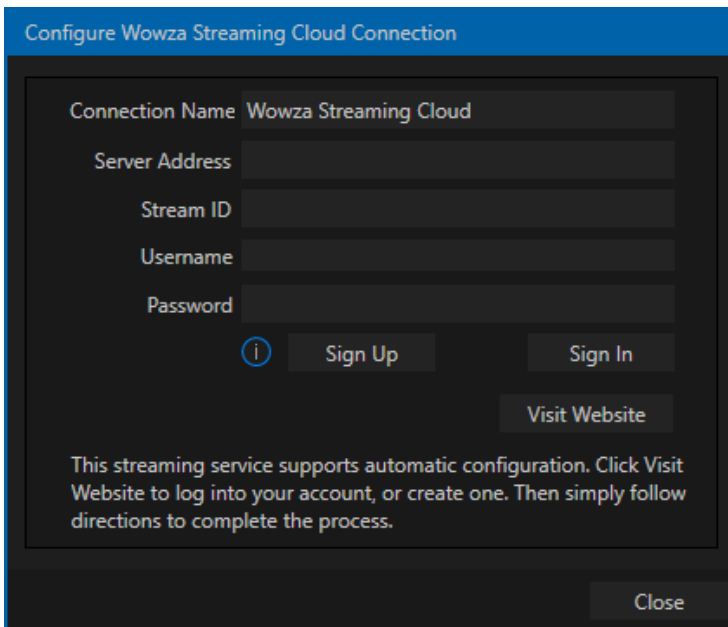 Configure Wowza Streaming Cloud Connection
Connection Name Wowza Streaming Cloud
Server Address
Stream ID
Username
Password
i Sign Up Sign In
Visit Website
This streaming service supports automatic configuration. Click Visit
Website to log into your account, or create one. Then simply follow
directions to complete the process.
Close